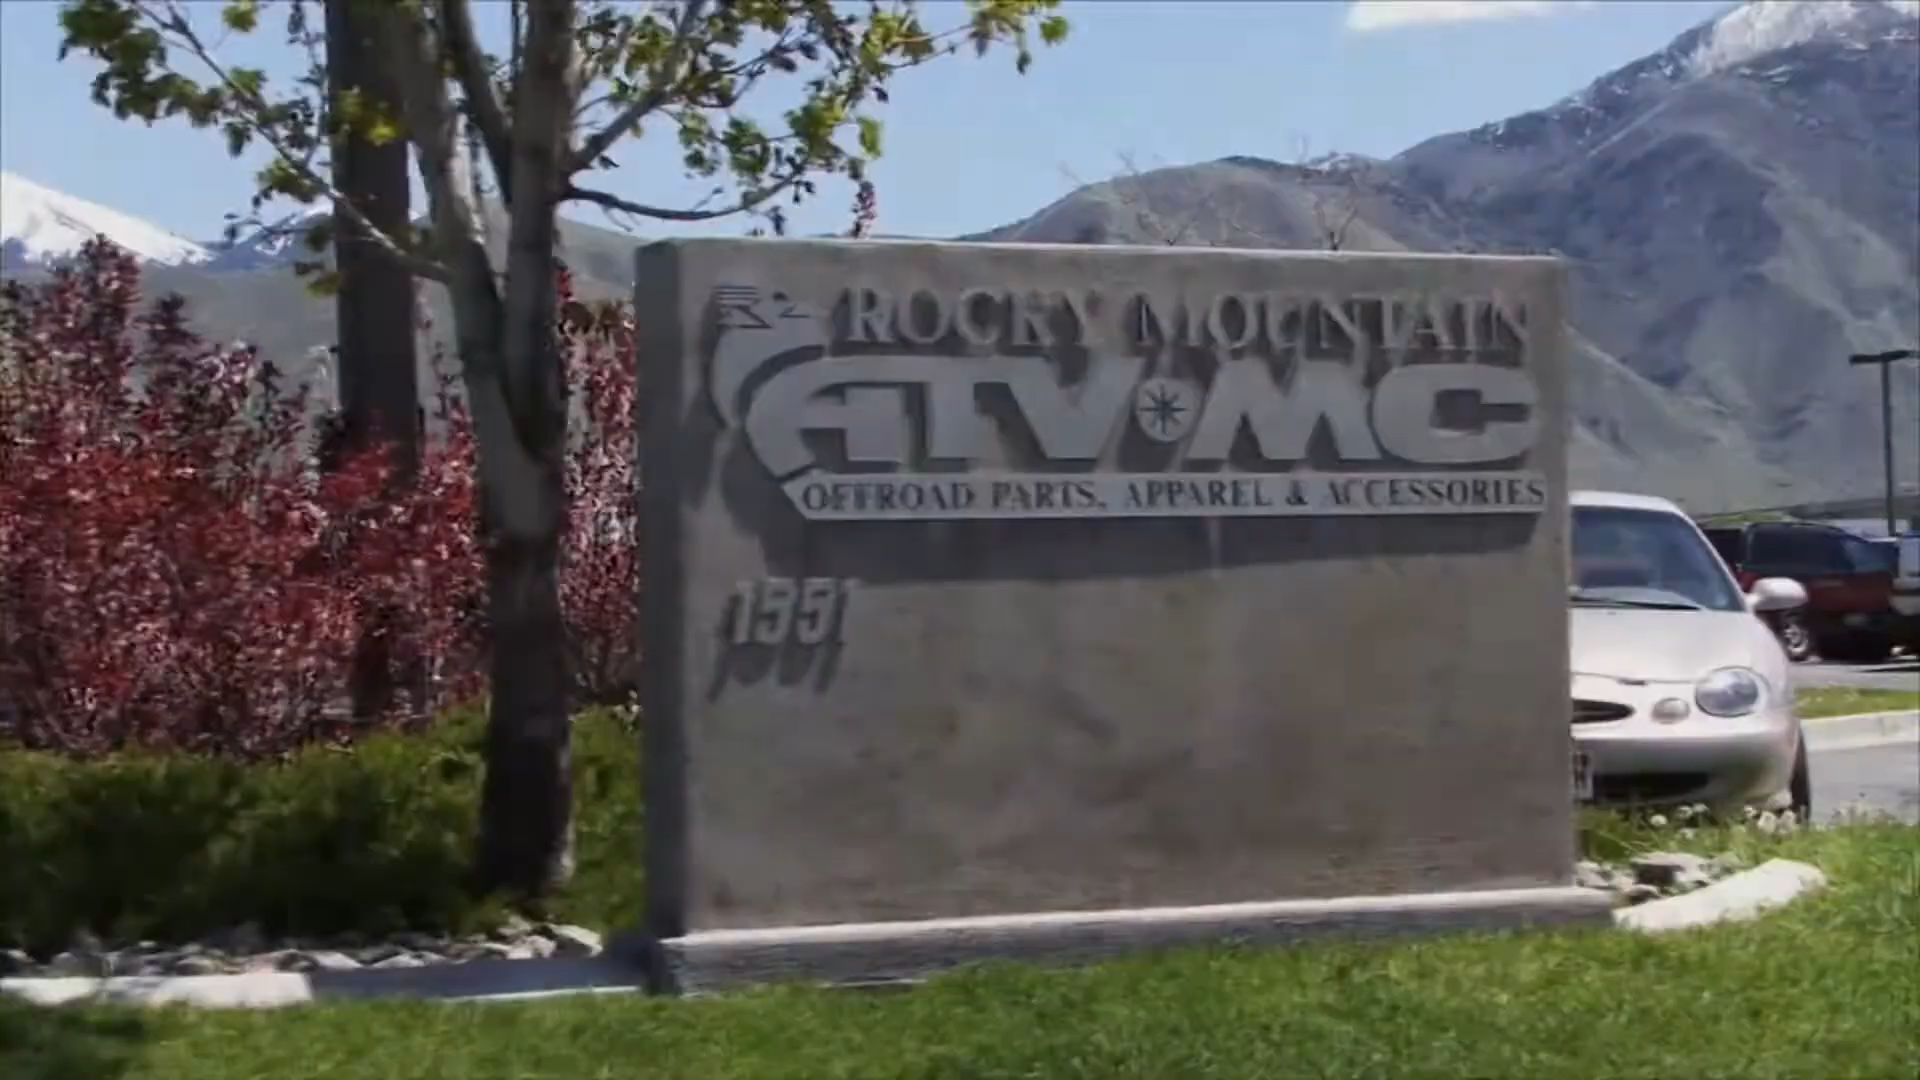 ROCKY MOUNTAIN
ATV MC
OFFROAD PARTS, APPAREL & ACCESSORIES
1551